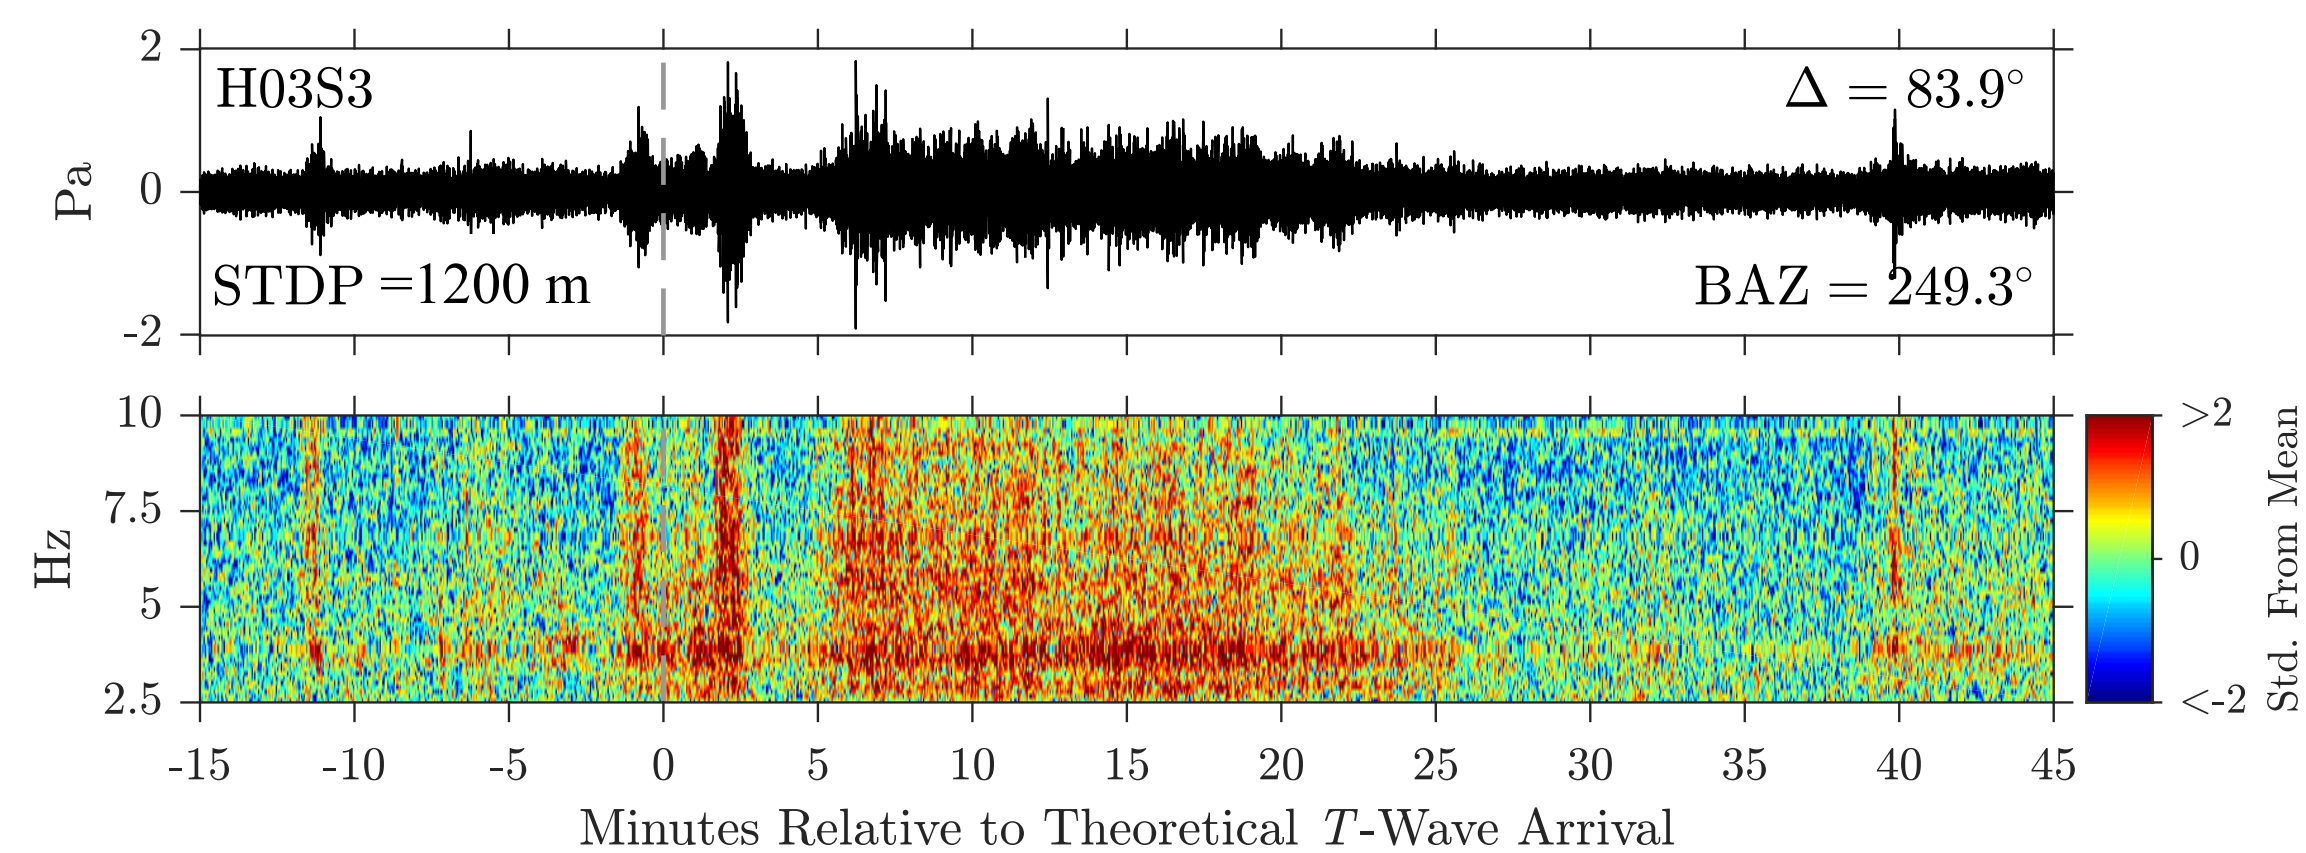 2
H03S3
Δ = 83.9°
Pa
0
STDP =1200 m
BAZ = 249.3°
-2
10
7.5
Hz
5
2.5
>2
0
<-2
Std. From Mean
-15 -10 -5 0 5 10 15 20 25 30 35 40 45
Minutes Relative to Theoretical T-Wave Arrival